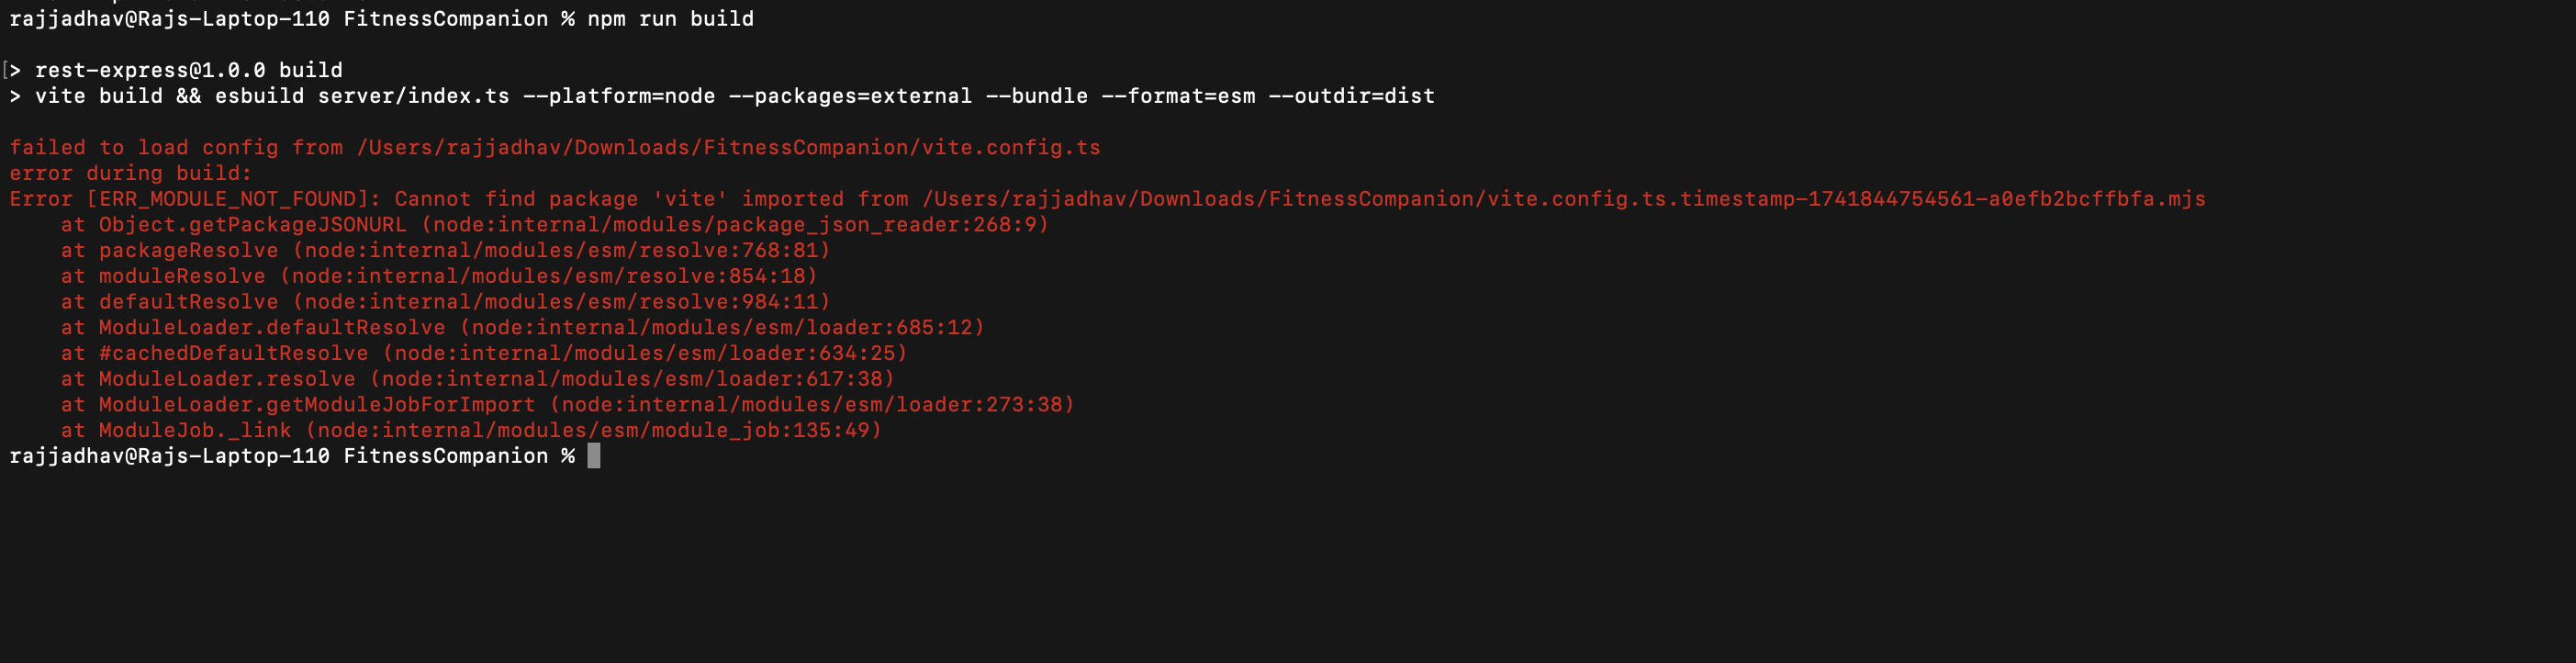 rajjadhav@Rajs-Laptop-110 FitnessCompanion % npm run build
[> rest-express@1.0.0 build
> vite build && esbuild server/index.ts --platform=node --packages=external --bundle --format=esm --outdir=dist
failed to load config from /Users/rajjadhav/Downloads/FitnessCompanion/vite.config.ts
error during build:
Error [ERR_MODULE_NOT_FOUND]: Cannot find package 'vite' imported from /Users/rajjadhav/Downloads/FitnessCompanion/vite.config.ts.timestamp-1741844754561-a0efb2bcffbfa.mjs
    at Object.getPackageJSONURL (node:internal/modules/package_json_reader:268:9)
    at packageResolve (node:internal/modules/esm/resolve:768:81)
    at moduleResolve (node:internal/modules/esm/resolve:854:18)
    at defaultResolve (node:internal/modules/esm/resolve:984:11)
    at ModuleLoader.defaultResolve (node:internal/modules/esm/loader:685:12)
    at #cachedDefaultResolve (node:internal/modules/esm/loader:634:25)
    at ModuleLoader.resolve (node:internal/modules/esm/loader:617:38)
    at ModuleLoader.getModuleJobForImport (node:internal/modules/esm/loader:273:38)
    at ModuleJob._link (node:internal/modules/esm/module_job:135:49)
rajjadhav@Rajs-Laptop-110 FitnessCompanion %